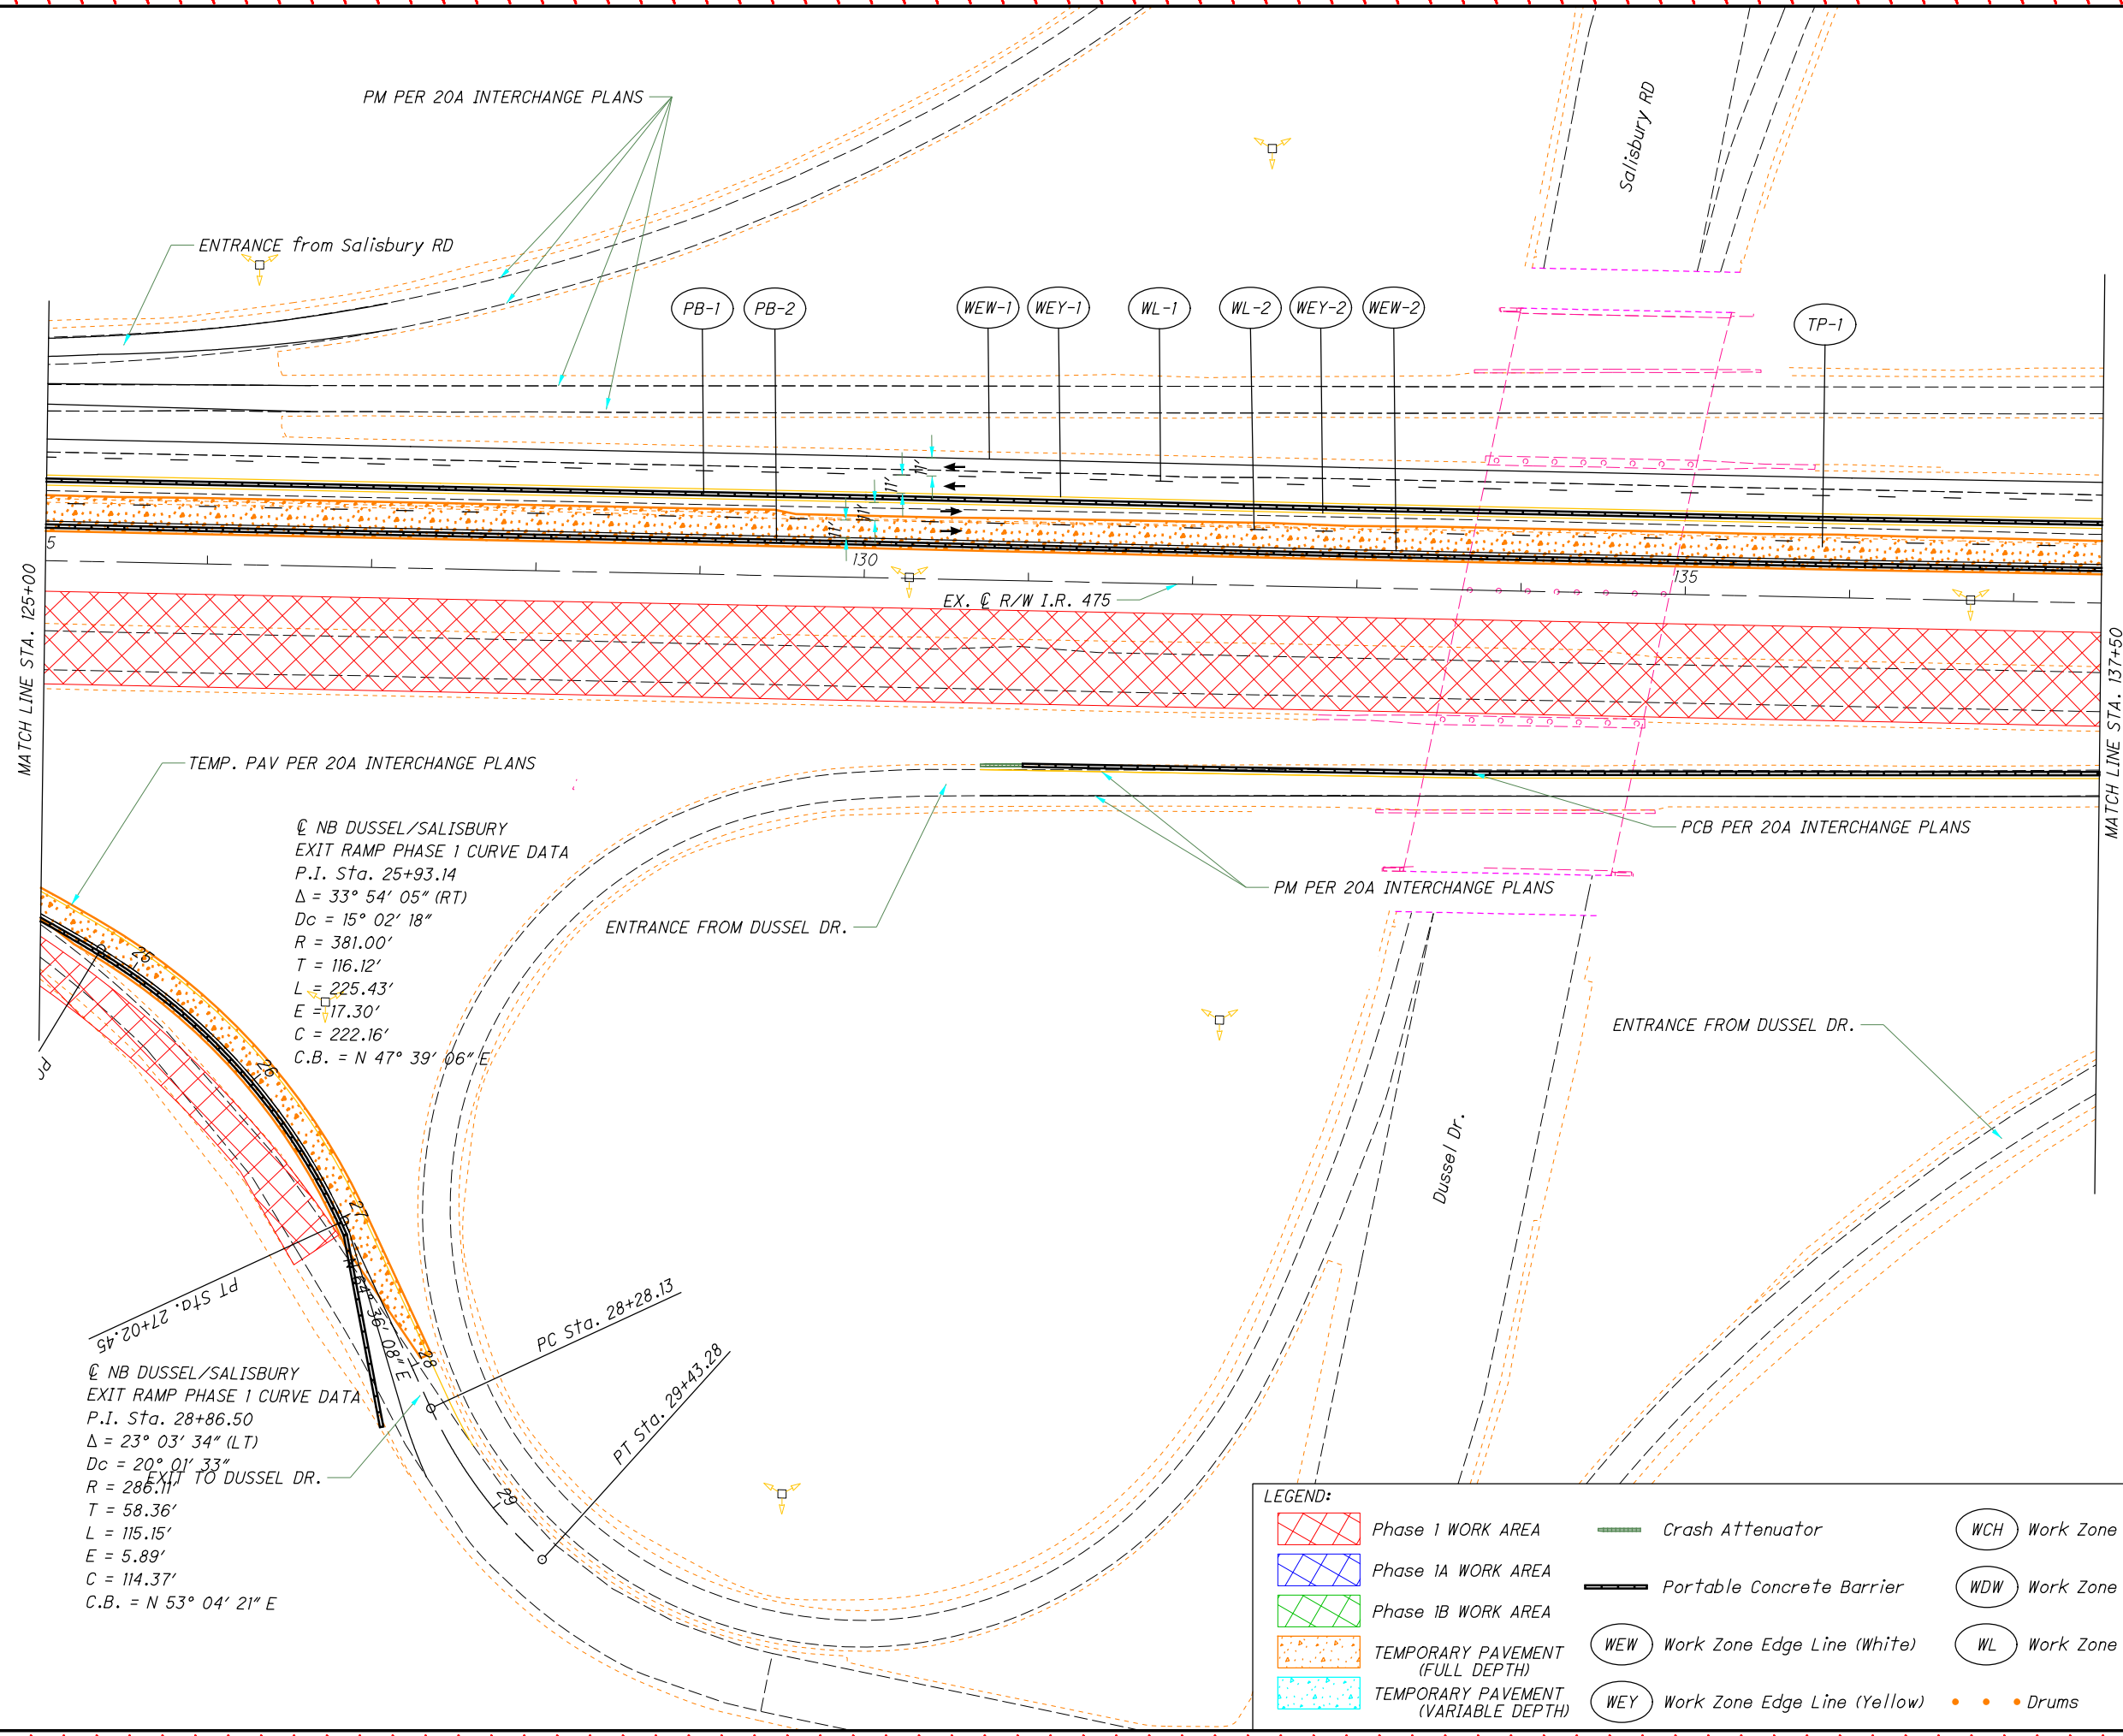 PM PER 20A INTERCHANGE PLANS
Salisbury RD
ENTRANCE from Salisbury RD
PB-1
PB-2
WEW-1
WEY-1
WL-1
WL-2
WEY-2
WEW-2
TP-1
11'
11'
11'
11'
5
130
135
EX. ℄ R/W I.R. 475
MATCH LINE STA. 125+00
MATCH LINE STA. 137+50
TEMP. PAV PER 20A INTERCHANGE PLANS
℄ NB DUSSEL/SALISBURY
EXIT RAMP PHASE 1 CURVE DATA
P.I. Sta. 25+93.14
Δ = 33° 54' 05" (RT)
Dc = 15° 02' 18"
R = 381.00'
T = 116.12'
L = 225.43'
E = 17.30'
C = 222.16'
C.B. = N 47° 39' 06" E
PCB PER 20A INTERCHANGE PLANS
PM PER 20A INTERCHANGE PLANS
ENTRANCE FROM DUSSEL DR.
ENTRANCE FROM DUSSEL DR.
25
26
27
28
29
PC
Dussel Dr.
PT Sta. 27+02.45
N 64° 36' 08" E
PC Sta. 28+28.13
PT Sta. 29+43.28
℄ NB DUSSEL/SALISBURY
EXIT RAMP PHASE 1 CURVE DATA
P.I. Sta. 28+86.50
Δ = 23° 03' 34" (LT)
Dc = 20° 01' 33"
EXIT TO DUSSEL DR.
R = 286.11'
T = 58.36'
L = 115.15'
E = 5.89'
C = 114.37'
C.B. = N 53° 04' 21" E
LEGEND:
Phase 1 WORK AREA
Phase 1A WORK AREA
Phase 1B WORK AREA
TEMPORARY PAVEMENT
(FULL DEPTH)
TEMPORARY PAVEMENT
(VARIABLE DEPTH)
Crash Attenuator
Portable Concrete Barrier
WEW Work Zone Edge Line (White)
WEY Work Zone Edge Line (Yellow)
WCH Work Zone
WDW Work Zone
WL Work Zone
Drums